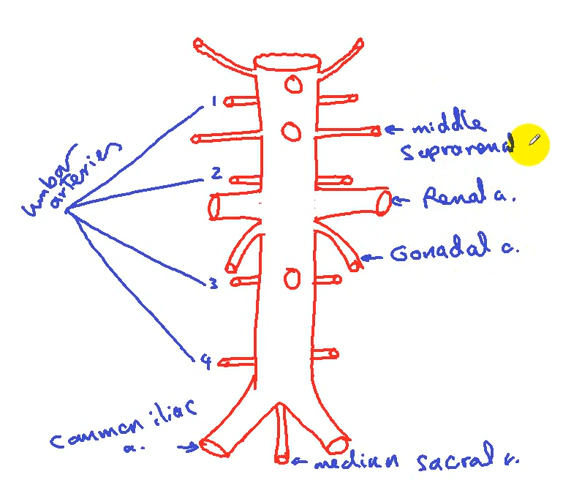 1
middle
suprarenal
lumbar
arteries
2
Renal a.
Gonadal a.
3
4
Common iliac
a.
median sacral a.